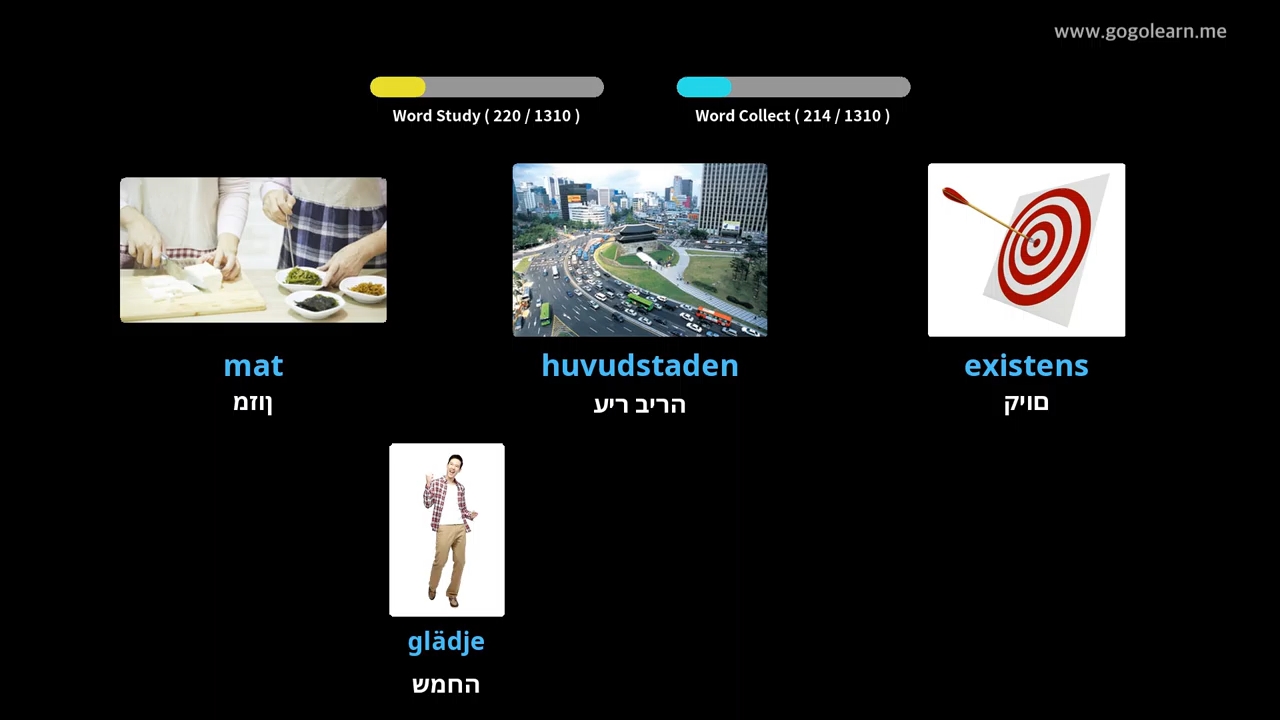 www.gogolearn.me
Word Study ( 220 / 1310 )
Word Collect ( 214 / 1310 )
mat
מזון
huvudstaden
עיר בירה
existens
קיום
glädje
שמחה